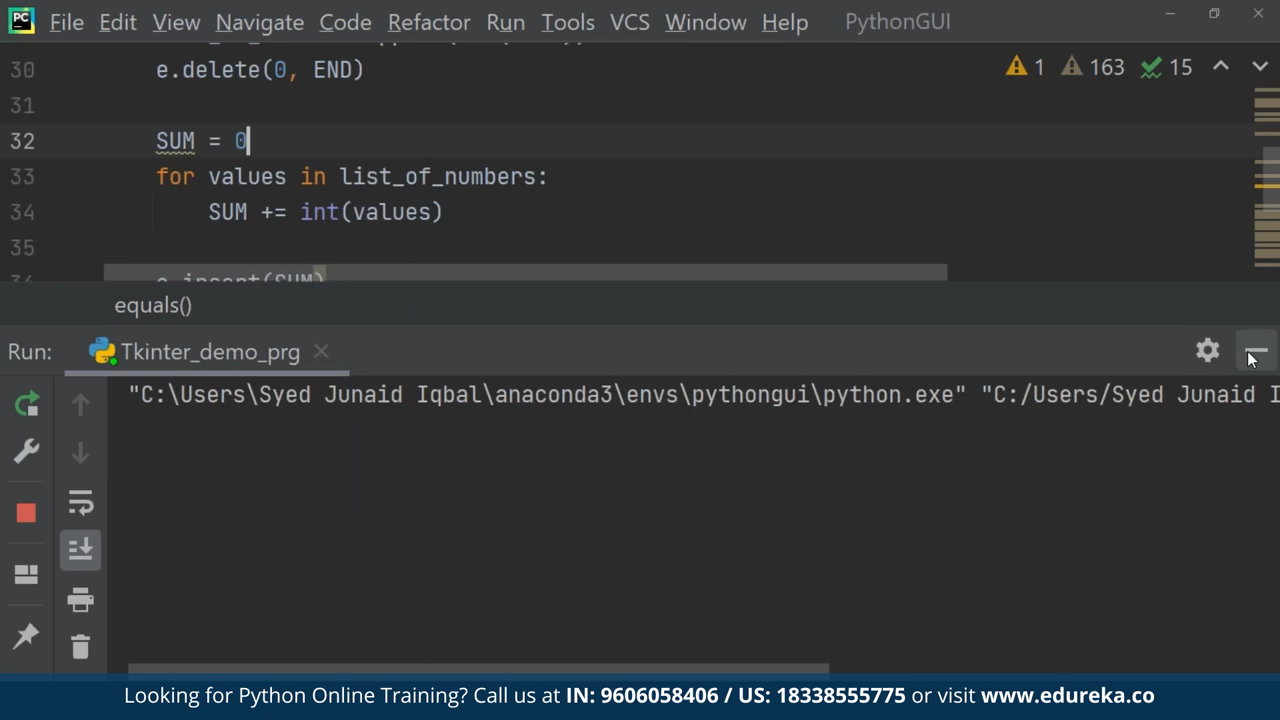 PC File Edit View Navigate Code Refactor Run Tools VCS Window Help PythonGUI
30 e.delete(0, END) 1 163 15
31
32 SUM = 0
33 for values in list_of_numbers:
34 SUM += int(values)
35
e.insert(SUM)
equals()
Run: Tkinter_demo_prg
"C:\Users\Syed Junaid Iqbal\anaconda3\envs\pythongui\python.exe" "C:/Users/Syed Junaid I
Looking for Python Online Training? Call us at IN: 9606058406 / US: 18338555775 or visit www.edureka.co